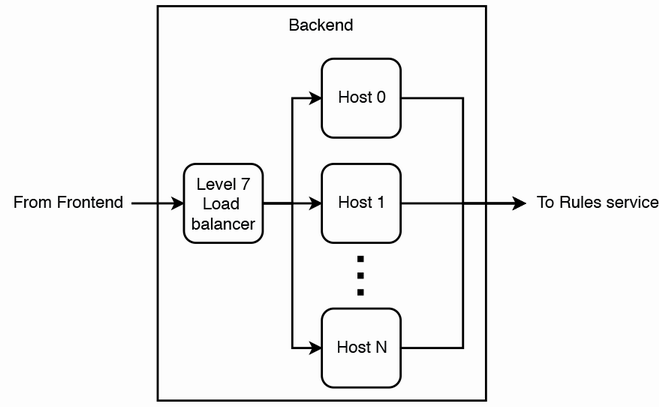 Backend
Host 0
From Frontend
Level 7
Load
balancer
Host 1
To Rules service
Host N